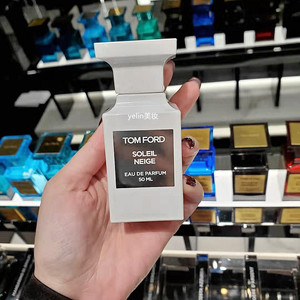 yelin美妆
TOM FORD
SOLEIL
NEIGE
EAU DE PARFUM
50 ML